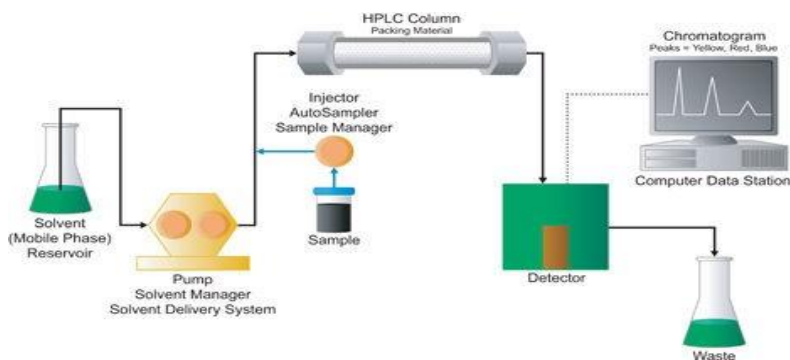 HPLC Column
Packing Material
Chromatogram
Peaks = Yellow, Red, Blue
Injector
AutoSampler
Sample Manager
Computer Data Station
Solvent
(Mobile Phase)
Reservoir
Sample
Pump
Solvent Manager
Solvent Delivery System
Detector
Waste